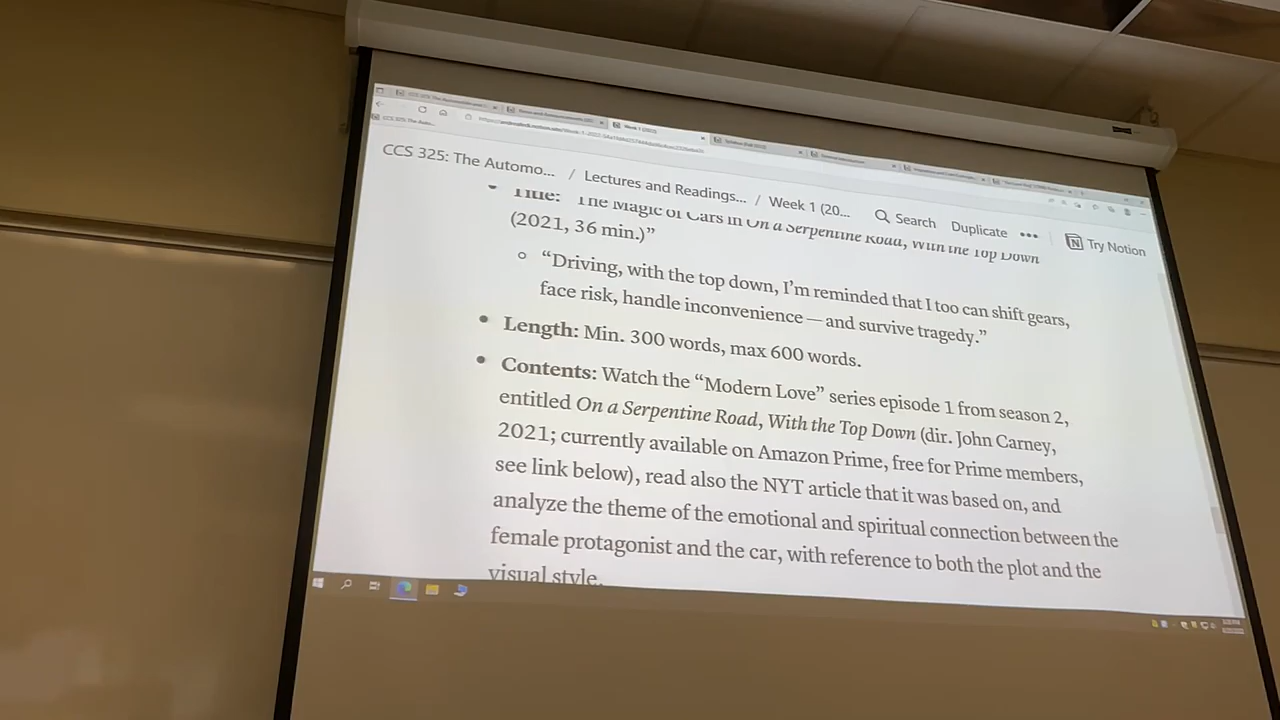 CCS 325: The Automo... / Lectures and Readings... / Week 1 (20... Search Duplicate ••• Try Notion
• Title: “The Magic of Cars in On a Serpentine Road, With the Top Down
(2021, 36 min.)”
“Driving, with the top down, I’m reminded that I too can shift gears,
face risk, handle inconvenience—and survive tragedy.”
• Length: Min. 300 words, max 600 words.
• Contents: Watch the “Modern Love” series episode 1 from season 2,
entitled On a Serpentine Road, With the Top Down (dir. John Carney,
2021; currently available on Amazon Prime, free for Prime members,
see link below), read also the NYT article that it was based on, and
analyze the theme of the emotional and spiritual connection between the
female protagonist and the car, with reference to both the plot and the
visual style.